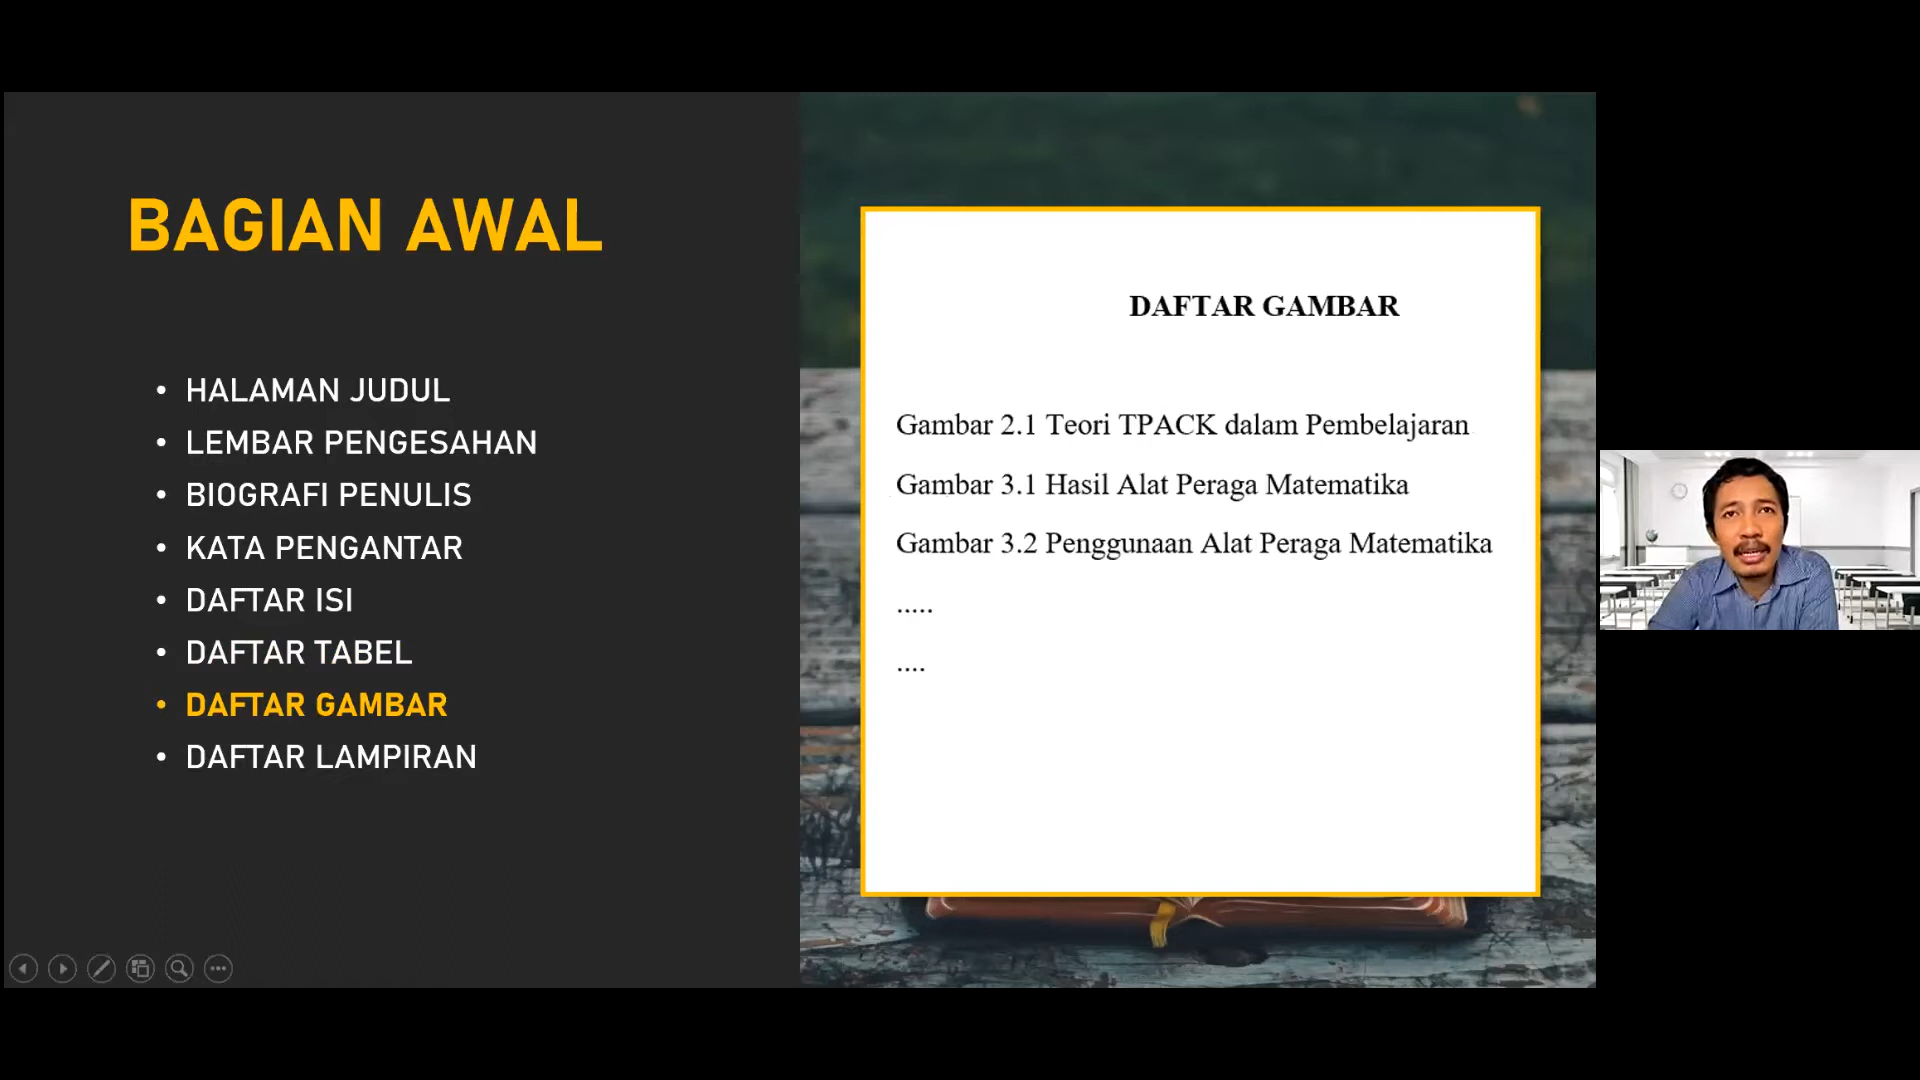 BAGIAN AWAL
• HALAMAN JUDUL
• LEMBAR PENGESAHAN
• BIOGRAFI PENULIS
• KATA PENGANTAR
• DAFTAR ISI
• DAFTAR TABEL
• DAFTAR GAMBAR
• DAFTAR LAMPIRAN
DAFTAR GAMBAR
Gambar 2.1 Teori TPACK dalam Pembelajaran
Gambar 3.1 Hasil Alat Peraga Matematika
Gambar 3.2 Penggunaan Alat Peraga Matematika
.....
....